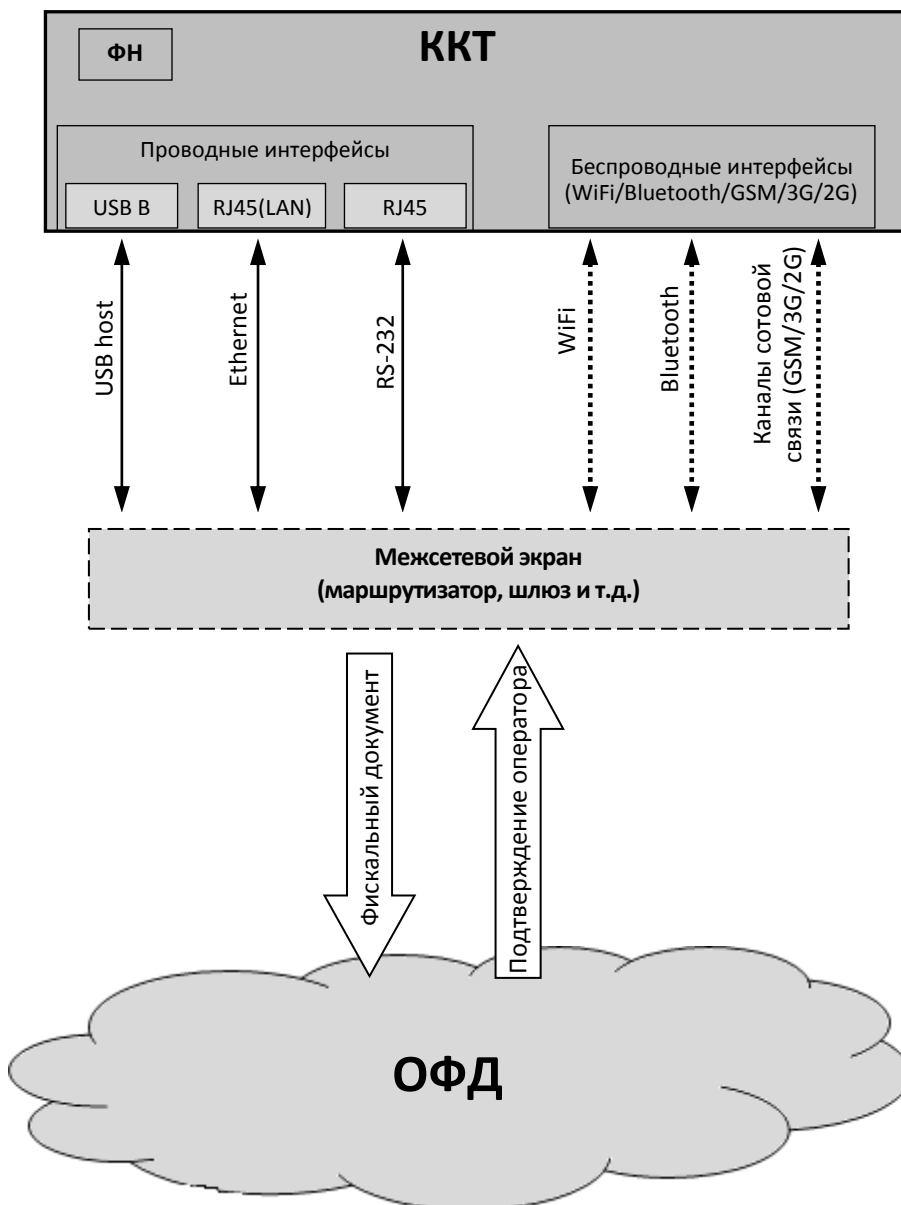 ФН
ККТ
Проводные интерфейсы
USB B
RJ45(LAN)
RJ45
Беспроводные интерфейсы
(WiFi/Bluetooth/GSM/3G/2G)
USB host
Ethernet
RS-232
WiFi
Bluetooth
Каналы сотовой
связи (GSM/3G/2G)
Межсетевой экран
(маршрутизатор, шлюз и т.д.)
Фискальный документ
Подтверждение оператора
ОФД